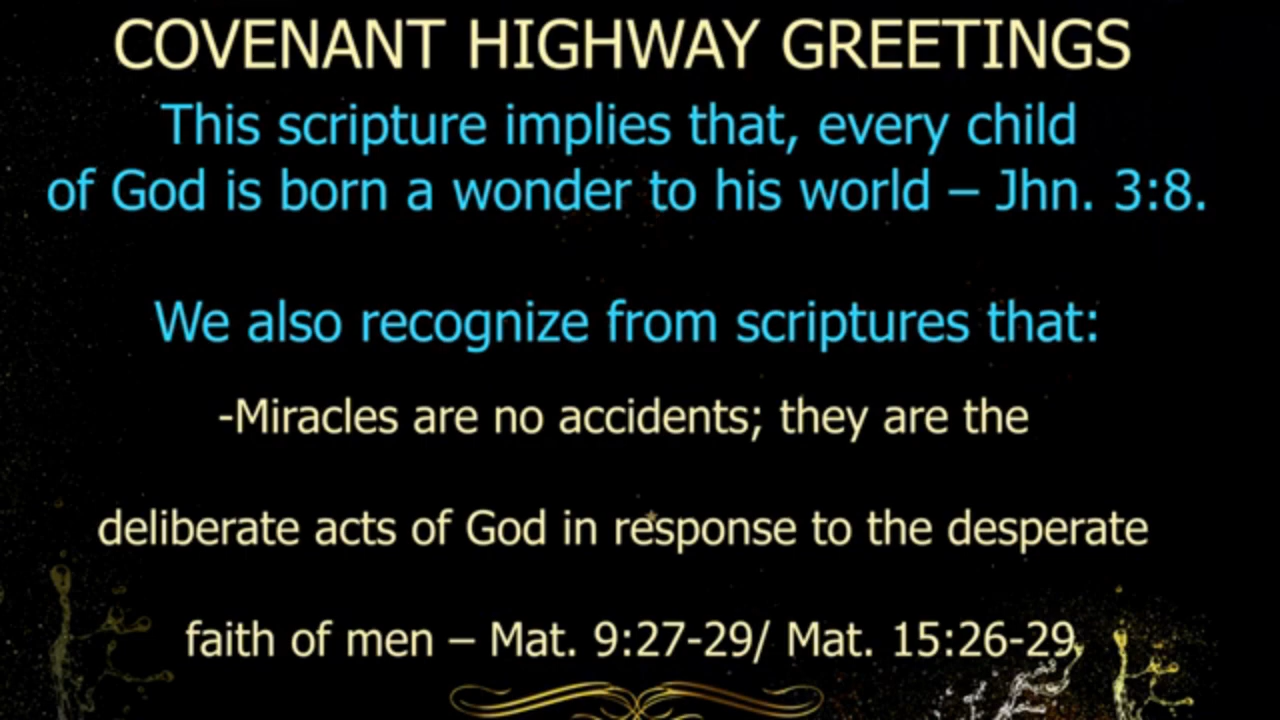 COVENANT HIGHWAY GREETINGS
This scripture implies that, every child
of God is born a wonder to his world – Jhn. 3:8.
We also recognize from scriptures that:
-Miracles are no accidents; they are the
deliberate acts of God in response to the desperate
faith of men – Mat. 9:27-29/ Mat. 15:26-29